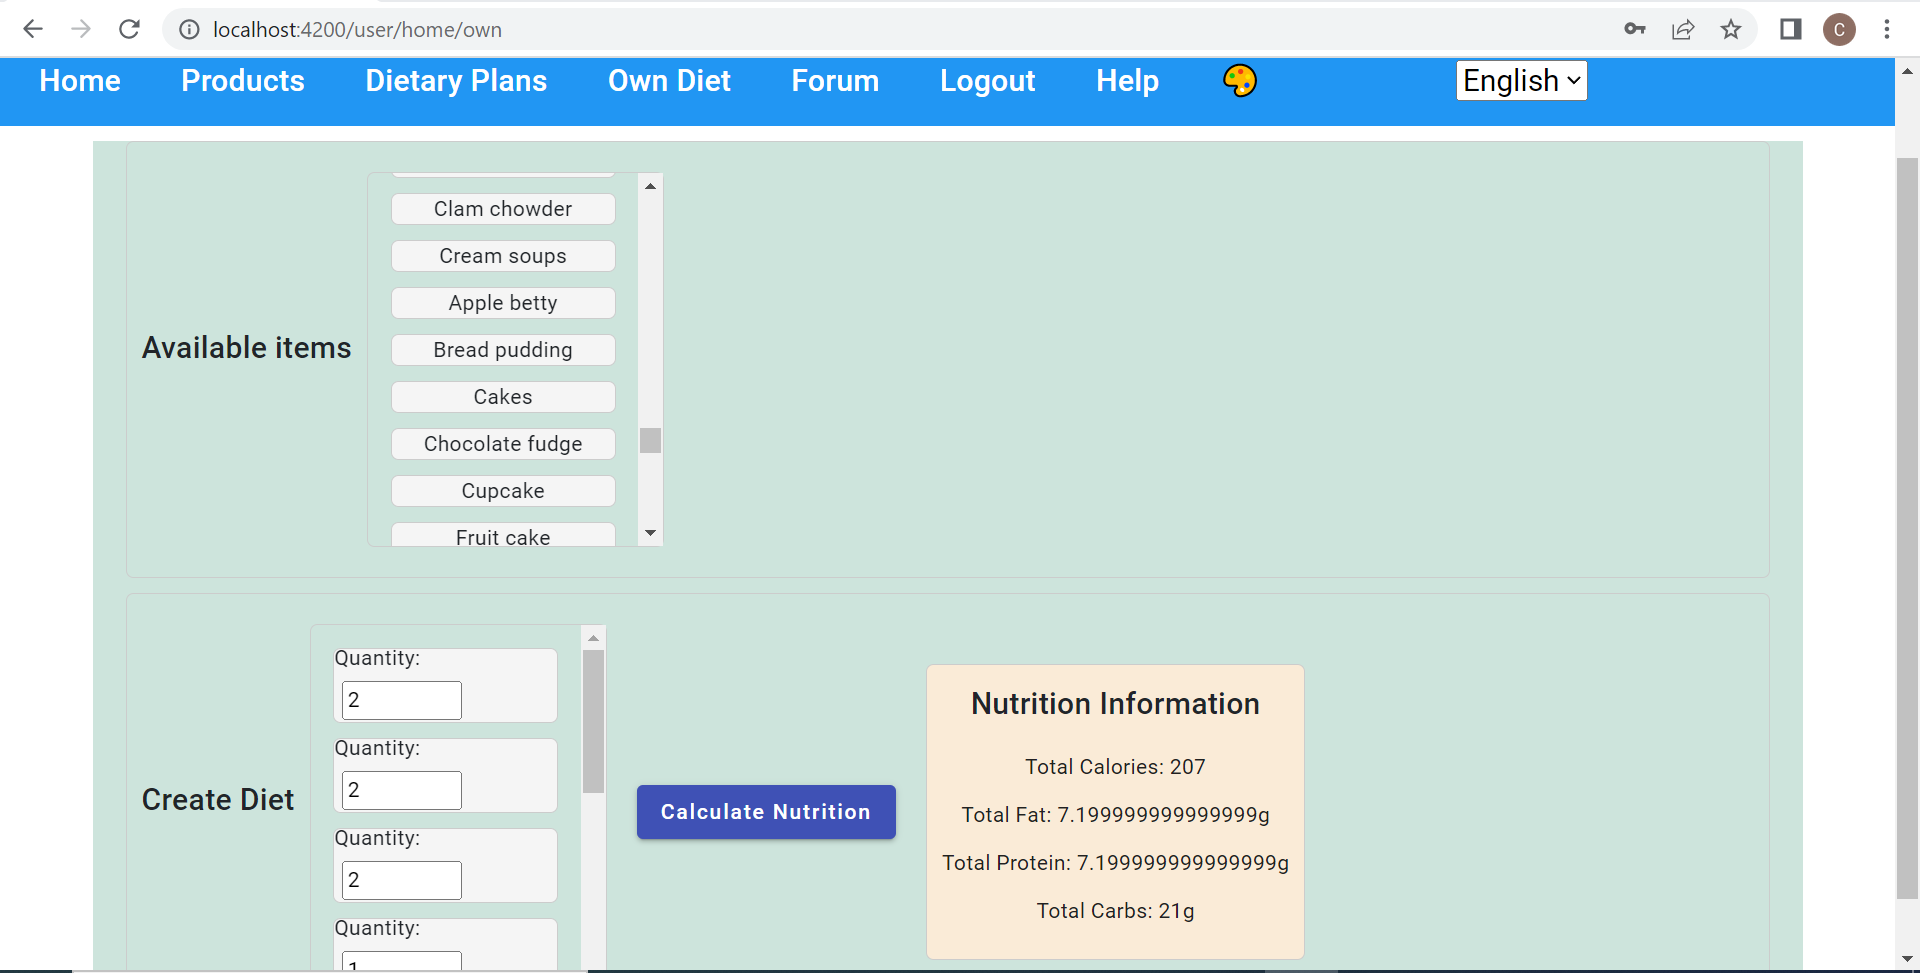 localhost:4200/user/home/own
C
Home Products Dietary Plans Own Diet Forum Logout Help English
Clam chowder
Cream soups
Apple betty
Bread pudding
Cakes
Chocolate fudge
Cupcake
Fruit cake
Available items
Quantity:
2
Quantity:
2
Quantity:
2
Quantity:
1
Create Diet
Calculate Nutrition
Nutrition Information
Total Calories: 207
Total Fat: 7.199999999999999g
Total Protein: 7.199999999999999g
Total Carbs: 21g